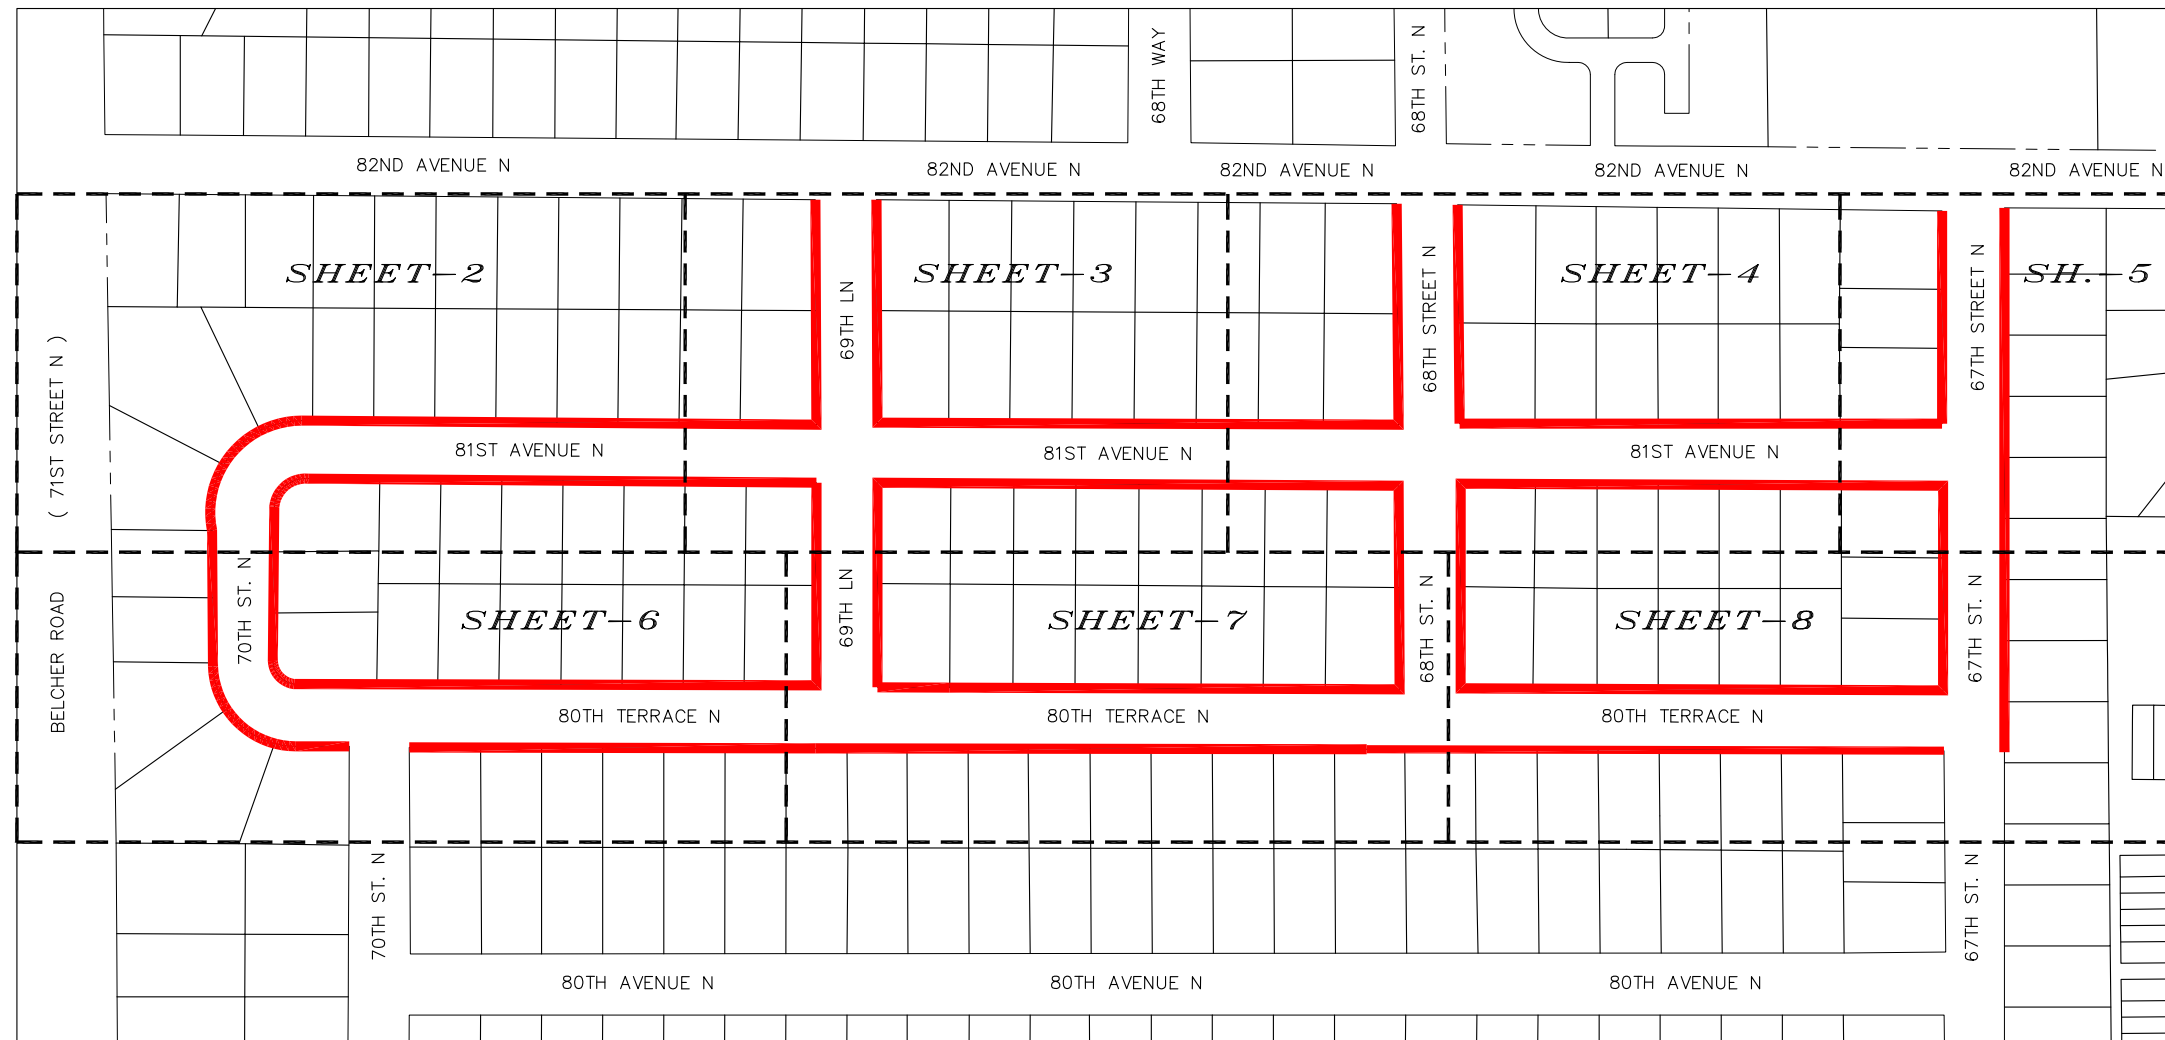 68TH WAY
68TH ST. N
82ND AVENUE N
82ND AVENUE N
82ND AVENUE N
82ND AVENUE N
82ND AVENUE N
SHEET-2
SHEET-3
SHEET-4
SH.-5
69TH LN
68TH STREET N
67TH STREET N
( 71ST STREET N )
81ST AVENUE N
81ST AVENUE N
81ST AVENUE N
BELCHER ROAD
70TH ST. N
SHEET-6
69TH LN
SHEET-7
68TH ST. N
SHEET-8
67TH ST. N
80TH TERRACE N
80TH TERRACE N
80TH TERRACE N
70TH ST. N
67TH ST. N
80TH AVENUE N
80TH AVENUE N
80TH AVENUE N